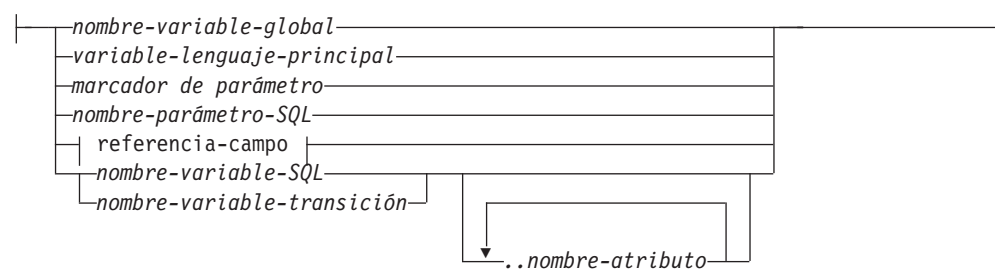 nombre-variable-global
variable-lenguaje-principal
marcador de parámetro
nombre-parámetro-SQL
referencia-campo
nombre-variable-SQL
nombre-variable-transición
..nombre-atributo